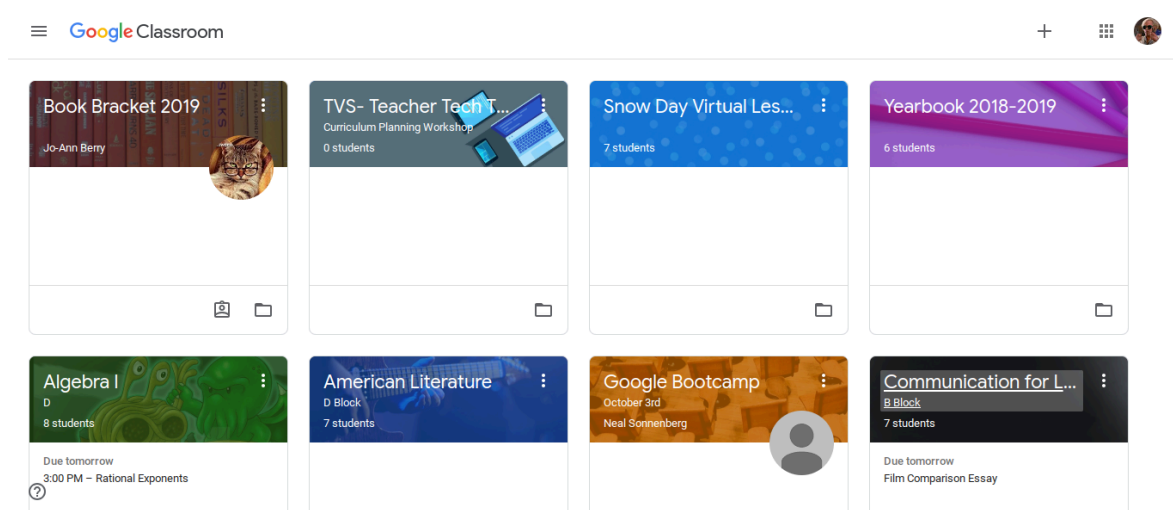 Google Classroom
Book Bracket 2019
Jo-Ann Berry
TVS- Teacher Tech T...
Curriculum Planning Workshop
0 students
Snow Day Virtual Les...
7 students
Yearbook 2018-2019
6 students
Algebra I
D
8 students
Due tomorrow
3:00 PM – Rational Exponents
American Literature
D Block
7 students
Google Bootcamp
October 3rd
Neal Sonnenberg
Communication for L...
B Block
7 students
Due tomorrow
Film Comparison Essay